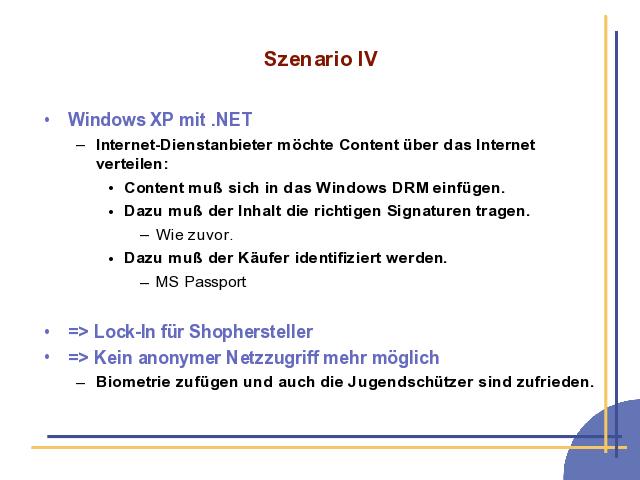 Szenario IV
• Windows XP mit .NET
– Internet-Dienstanbieter möchte Content über das Internet
verteilen:
• Content muß sich in das Windows DRM einfügen.
• Dazu muß der Inhalt die richtigen Signaturen tragen.
– Wie zuvor.
• Dazu muß der Käufer identifiziert werden.
– MS Passport
• => Lock-In für Shophersteller
• => Kein anonymer Netzzugriff mehr möglich
– Biometrie zufügen und auch die Jugendschützer sind zufrieden.